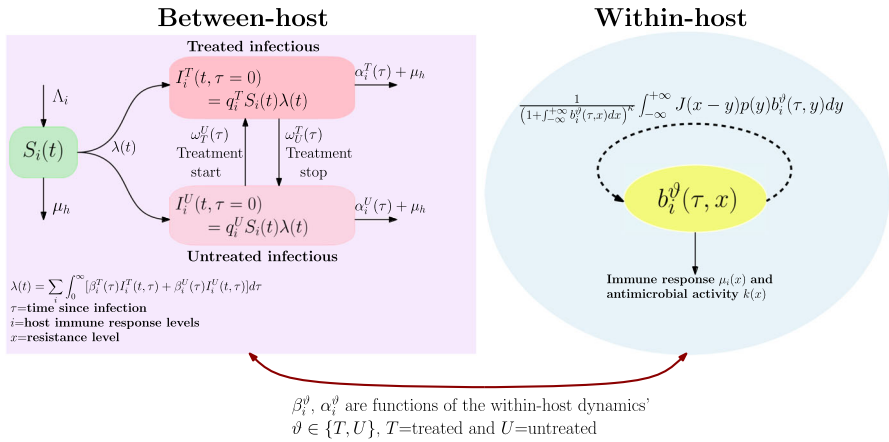 Between-host
Within-host
Treated infectious
I_i^T(t, τ = 0)
= q_i^T S_i(t)λ(t)
α_i^T(τ) + μ_h
Λ_i
S_i(t)
λ(t)
μ_h
ω_T^U(τ)
Treatment
start
ω_U^T(τ)
Treatment
stop
I_i^U(t, τ = 0)
= q_i^U S_i(t)λ(t)
α_i^U(τ) + μ_h
Untreated infectious
λ(t) = ∑_i ∫_0^∞ [β_i^T(τ)I_i^T(t, τ) + β_i^U(τ)I_i^U(t, τ)]dτ
τ=time since infection
i=host immune response levels
x=resistance level
1/(1+∫_{-∞}^{+∞} b_i^ϑ(τ,x)dx)^κ ∫_{-∞}^{+∞} J(x − y)p(y)b_i^ϑ(τ, y)dy
b_i^ϑ(τ, x)
Immune response μ_i(x) and
antimicrobial activity k(x)
β_i^ϑ, α_i^ϑ are functions of the within-host dynamics'
ϑ ∈ {T, U}, T=treated and U=untreated